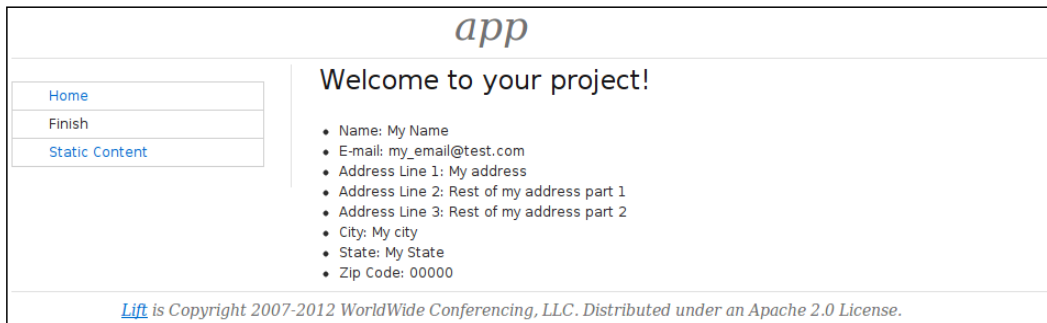 app
Home
Finish
Static Content
Welcome to your project!
Name: My Name
E-mail: my_email@test.com
Address Line 1: My address
Address Line 2: Rest of my address part 1
Address Line 3: Rest of my address part 2
City: My city
State: My State
Zip Code: 00000
Lift is Copyright 2007-2012 WorldWide Conferencing, LLC. Distributed under an Apache 2.0 License.